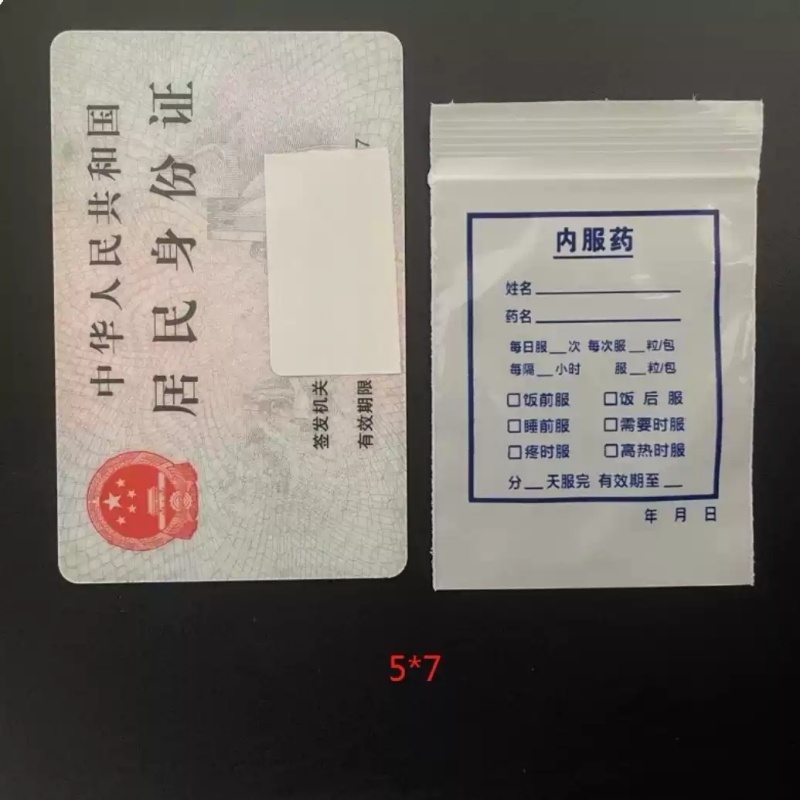 中华人民共和国
居民身份证
签发机关
有效期限
7
内服药
姓名
药名
每日服__次 每次服__粒/包
每隔__小时 服__粒/包
□饭前服 □饭后服
□睡前服 □需要时服
□疼时服 □高热时服
分__天服完 有效期至__
年 月 日
5*7